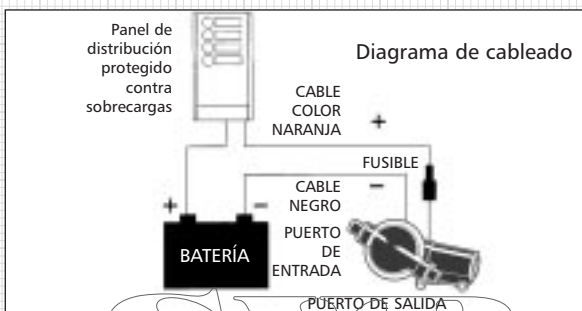 Panel de
distribución
protegido
contra
sobrecargas
Diagrama de cableado
CABLE
COLOR
NARANJA
+
FUSIBLE
+
–
CABLE
NEGRO
–
BATERÍA
PUERTO
DE
ENTRADA
PUERTO DE SALIDA